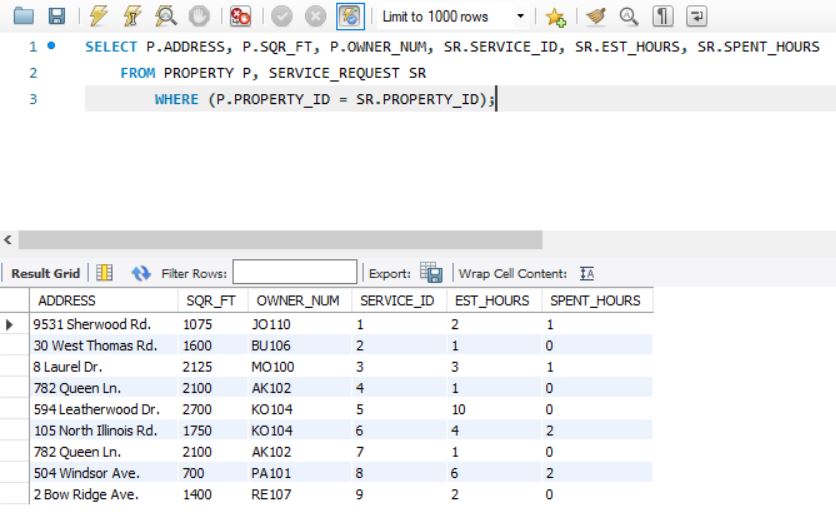 Limit to 1000 rows
1 SELECT P.ADDRESS, P.SQR_FT, P.OWNER_NUM, SR.SERVICE_ID, SR.EST_HOURS, SR.SPENT_HOURS
2 FROM PROPERTY P, SERVICE_REQUEST SR
3 WHERE (P.PROPERTY_ID = SR.PROPERTY_ID);
Result Grid Filter Rows: Export: Wrap Cell Content: IA
ADDRESS SQR_FT OWNER_NUM SERVICE_ID EST_HOURS SPENT_HOURS
9531 Sherwood Rd. 1075 JO110 1 2 1
30 West Thomas Rd. 1600 BU106 2 1 0
8 Laurel Dr. 2125 MO100 3 3 1
782 Queen Ln. 2100 AK102 4 1 0
594 Leatherwood Dr. 2700 KO104 5 10 0
105 North Illinois Rd. 1750 KO104 6 4 2
782 Queen Ln. 2100 AK102 7 1 0
504 Windsor Ave. 700 PA101 8 6 2
2 Bow Ridge Ave. 1400 RE107 9 2 0